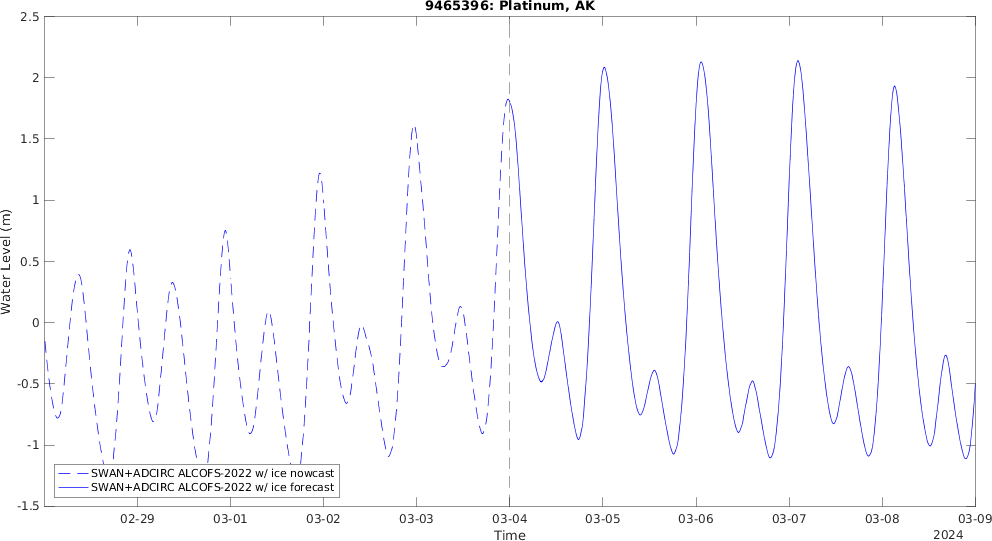 9465396: Platinum, AK
2.5
2
1.5
1
0.5
0
-0.5
-1
-1.5
Water Level (m)
SWAN+ADCIRC ALCOFS-2022 w/ ice nowcast
SWAN+ADCIRC ALCOFS-2022 w/ ice forecast
02-29 03-01 03-02 03-03 03-04 03-05 03-06 03-07 03-08 03-09
Time
2024